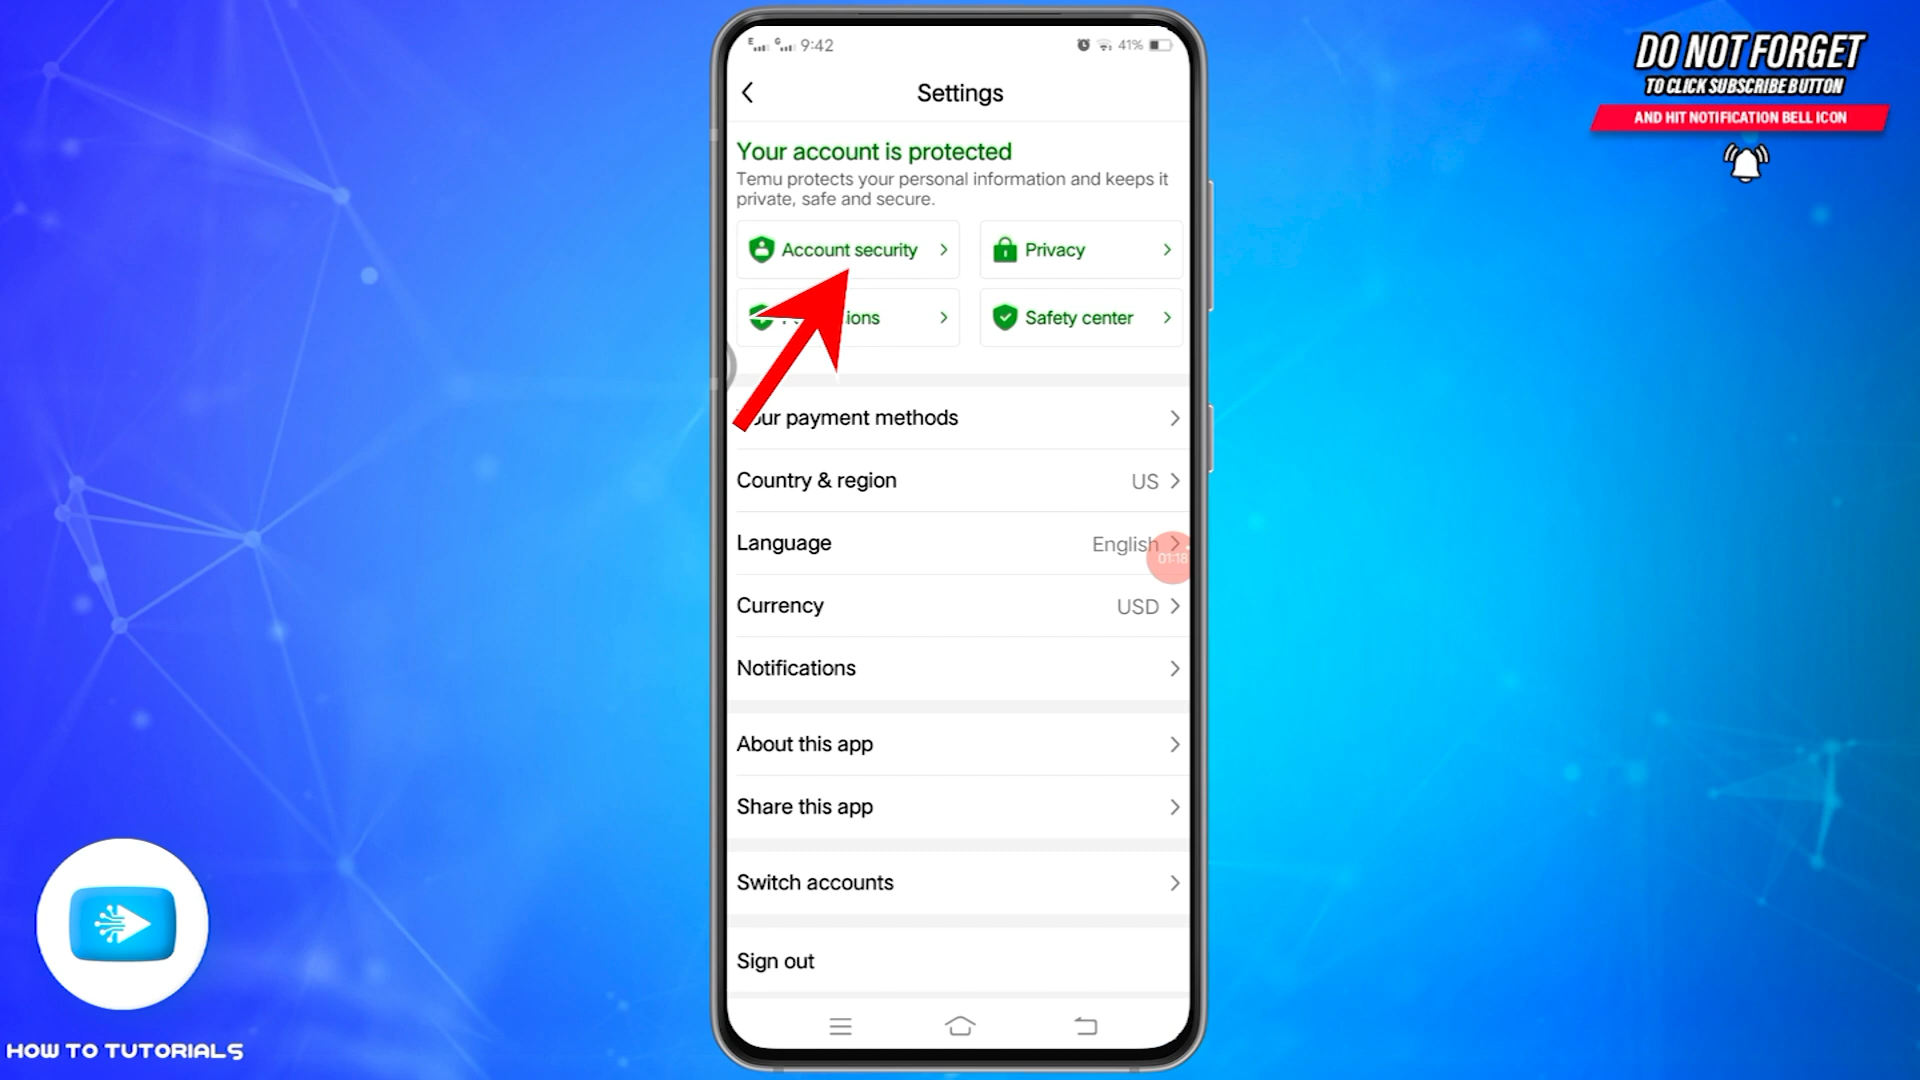 DO NOT FORGET
TO CLICK SUBSCRIBE BUTTON
AND HIT NOTIFICATION BELL ICON
E G 9:42
41%
Settings
Your account is protected
Temu protects your personal information and keeps it
private, safe and secure.
Account security
Privacy
Safety center
payment methods
Country & region US
Language English
01:18
Currency USD
Notifications
About this app
Share this app
Switch accounts
Sign out
HOW TO TUTORIALS